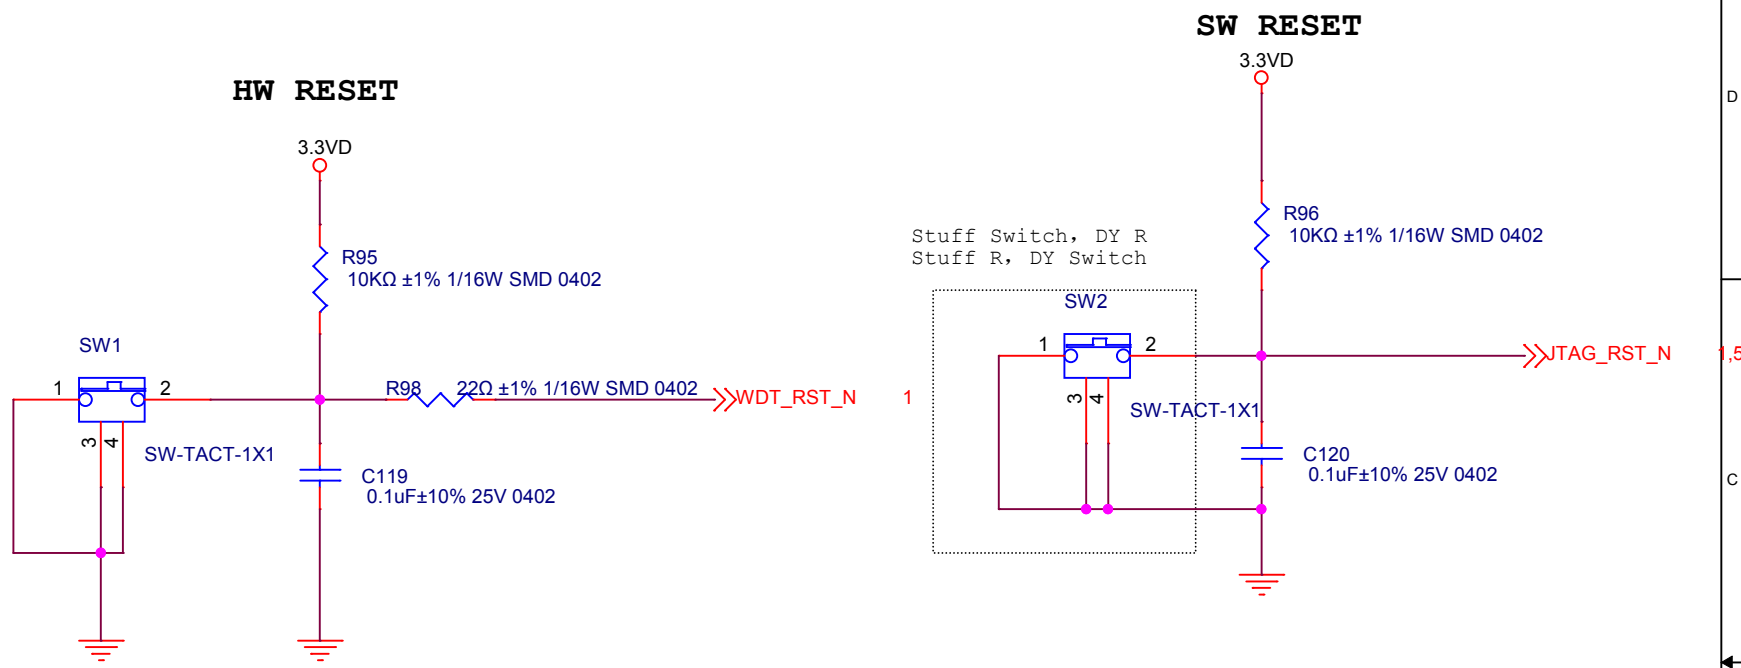 SW RESET
3.3VD
HW RESET
D
3.3VD
R96
10KΩ ±1% 1/16W SMD 0402
Stuff Switch, DY R
Stuff R, DY Switch
R95
10KΩ ±1% 1/16W SMD 0402
SW2
SW1
1
2
JTAG_RST_N
1,5
1
2
R98
22Ω ±1% 1/16W SMD 0402
WDT_RST_N
1
3
4
SW-TACT-1X1
3
4
SW-TACT-1X1
C120
0.1uF±10% 25V 0402
C119
0.1uF±10% 25V 0402
C